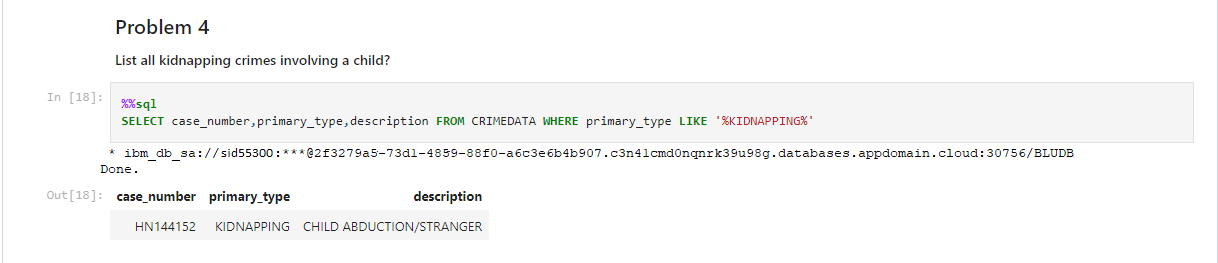 Problem 4
List all kidnapping crimes involving a child?
In [18]:
%%sql
SELECT case_number,primary_type,description FROM CRIMEDATA WHERE primary_type LIKE '%KIDNAPPING%'
* ibm_db_sa://sid55300:***@2f3279a5-73d1-4859-88f0-a6c3e6b4b907.c3n41cmd0nqnrk39u98g.databases.appdomain.cloud:30756/BLUDB
Done.
Out[18]:
case_number primary_type description
HN144152 KIDNAPPING CHILD ABDUCTION/STRANGER